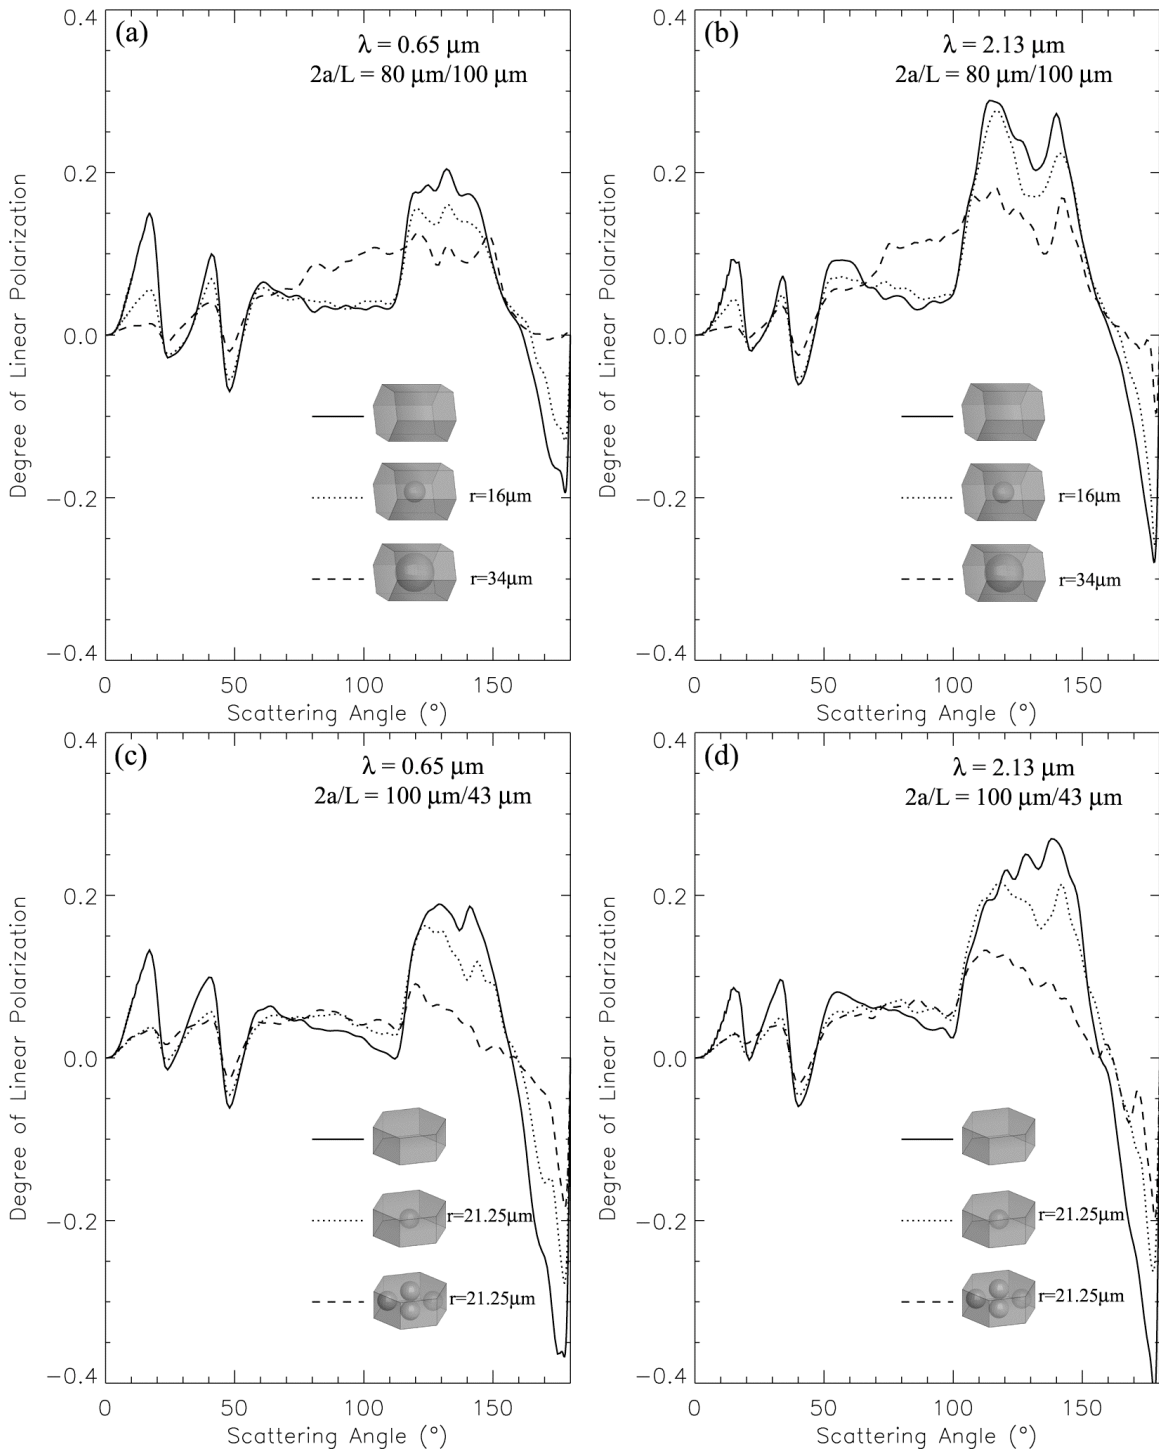 (a)
λ = 0.65 μm
2a/L = 80 μm/100 μm
0.4
0.2
0.0
−0.2
−0.4
Degree of Linear Polarization
r=16μm
r=34μm
0 50 100 150
Scattering Angle (°)
(b)
λ = 2.13 μm
2a/L = 80 μm/100 μm
0.4
0.2
0.0
−0.2
−0.4
Degree of Linear Polarization
r=16μm
r=34μm
0 50 100 150
Scattering Angle (°)
(c)
λ = 0.65 μm
2a/L = 100 μm/43 μm
0.4
0.2
0.0
−0.2
−0.4
Degree of Linear Polarization
r=21.25μm
r=21.25μm
0 50 100 150
Scattering Angle (°)
(d)
λ = 2.13 μm
2a/L = 100 μm/43 μm
0.4
0.2
0.0
−0.2
−0.4
Degree of Linear Polarization
r=21.25μm
r=21.25μm
0 50 100 150
Scattering Angle (°)